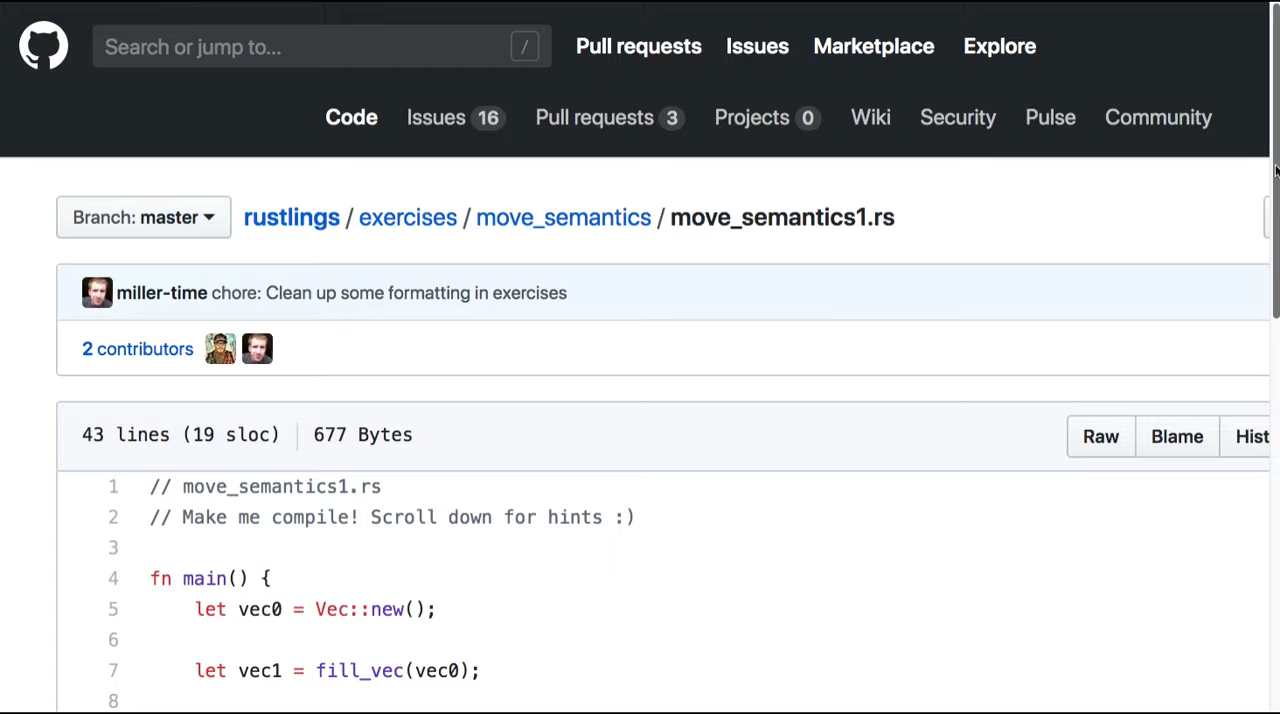 Search or jump to... / Pull requests Issues Marketplace Explore
Code Issues 16 Pull requests 3 Projects 0 Wiki Security Pulse Community
Branch: master rustlings / exercises / move_semantics / move_semantics1.rs
miller-time chore: Clean up some formatting in exercises
2 contributors
43 lines (19 sloc) 677 Bytes Raw Blame Hist
1 // move_semantics1.rs
2 // Make me compile! Scroll down for hints :)
3
4 fn main() {
5 let vec0 = Vec::new();
6
7 let vec1 = fill_vec(vec0);
8